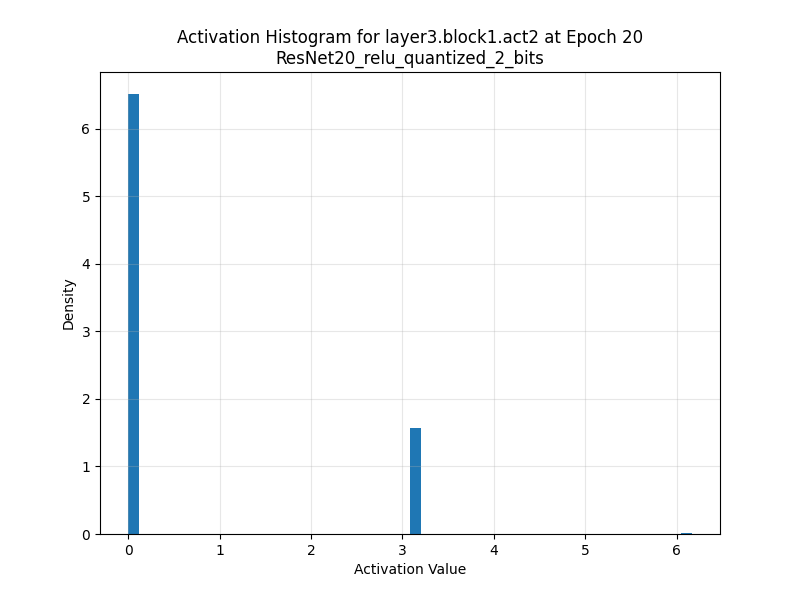 Activation Histogram for layer3.block1.act2 at Epoch 20
ResNet20_relu_quantized_2_bits
6
5
4
3
2
1
0
Density
0 1 2 3 4 5 6
Activation Value